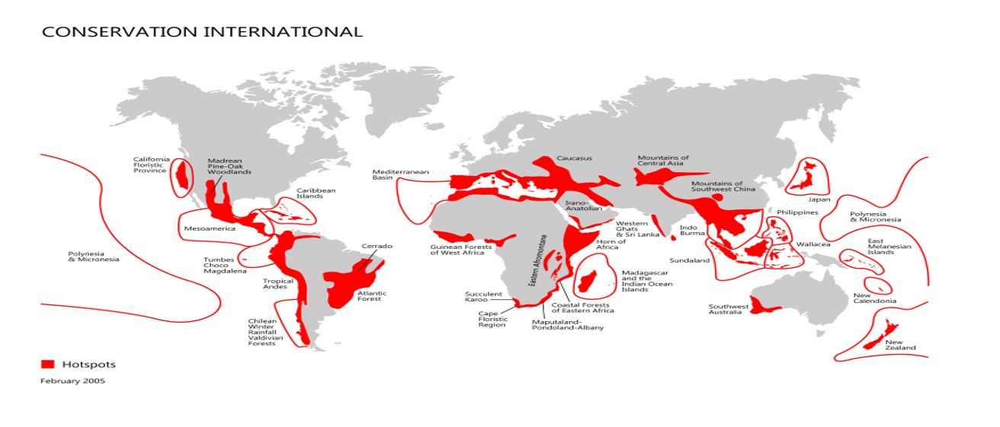 CONSERVATION INTERNATIONAL
California
Floristic
Province
Madrean
Pine-Oak
Woodlands
Caribbean
Islands
Mesoamerica
Polynesia
& Micronesia
Tumbes
Choco
Magdalena
Tropical
Andes
Cerrado
Atlantic
Forest
Chilean
Winter
Rainfall
Valdivian
Forests
Mediterranean
Basin
Caucasus
Mountains of
Central Asia
Mountains of
Southwest China
Irano-
Anatolian
Japan
Philippines
Polynesia
& Micronesia
Western
Ghats
& Sri Lanka
Indo
Burma
Guinean Forests
of West Africa
Eastern Afromontane
Horn of
Africa
Sundaland
Wallacea
East
Melanesian
Islands
Madagascar
and the
Indian Ocean
Islands
Succulent
Karoo
Cape
Floristic
Region
Coastal Forests
of Eastern Africa
Maputaland-
Pondoland-Albany
Southwest
Australia
New
Calendonia
New
Zealand
Hotspots
February 2005